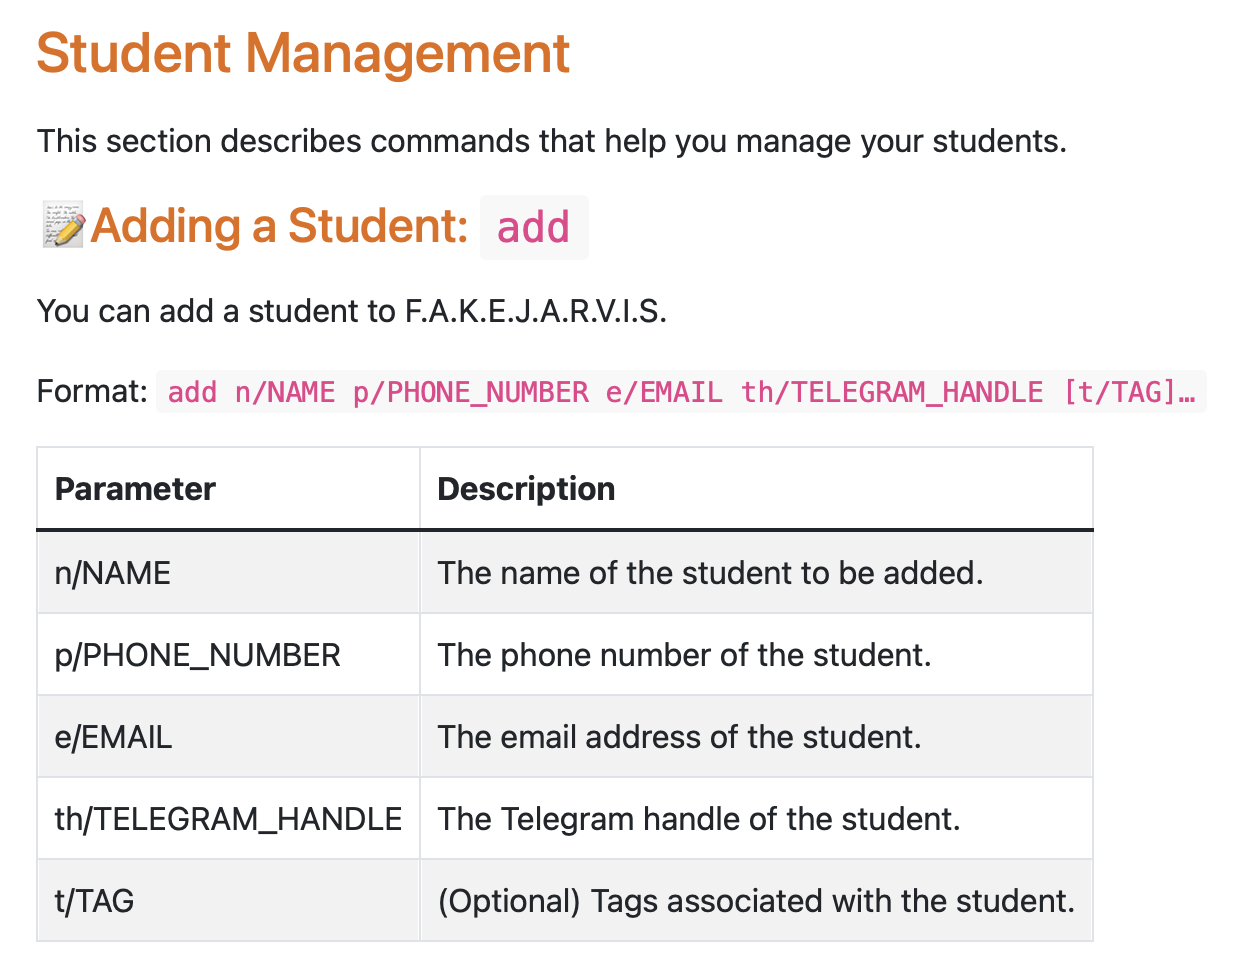 Student Management
This section describes commands that help you manage your students.
Adding a Student: add
You can add a student to F.A.K.E.J.A.R.V.I.S.
Format: add n/NAME p/PHONE_NUMBER e/EMAIL th/TELEGRAM_HANDLE [t/TAG]…
Parameter Description
n/NAME The name of the student to be added.
p/PHONE_NUMBER The phone number of the student.
e/EMAIL The email address of the student.
th/TELEGRAM_HANDLE The Telegram handle of the student.
t/TAG (Optional) Tags associated with the student.